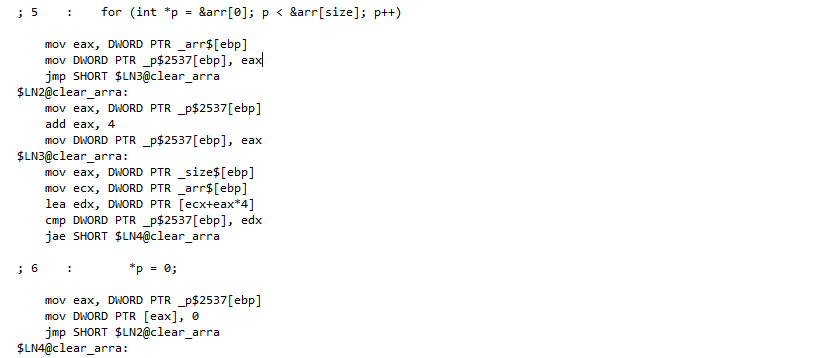 ; 5    :    for (int *p = &arr[0]; p < &arr[size]; p++)
mov eax, DWORD PTR _arr$[ebp]
mov DWORD PTR _p$2537[ebp], eax
jmp SHORT $LN3@clear_arra
$LN2@clear_arra:
mov eax, DWORD PTR _p$2537[ebp]
add eax, 4
mov DWORD PTR _p$2537[ebp], eax
$LN3@clear_arra:
mov eax, DWORD PTR _size$[ebp]
mov ecx, DWORD PTR _arr$[ebp]
lea edx, DWORD PTR [ecx+eax*4]
cmp DWORD PTR _p$2537[ebp], edx
jae SHORT $LN4@clear_arra
; 6    :        *p = 0;
mov eax, DWORD PTR _p$2537[ebp]
mov DWORD PTR [eax], 0
jmp SHORT $LN2@clear_arra
$LN4@clear_arra: